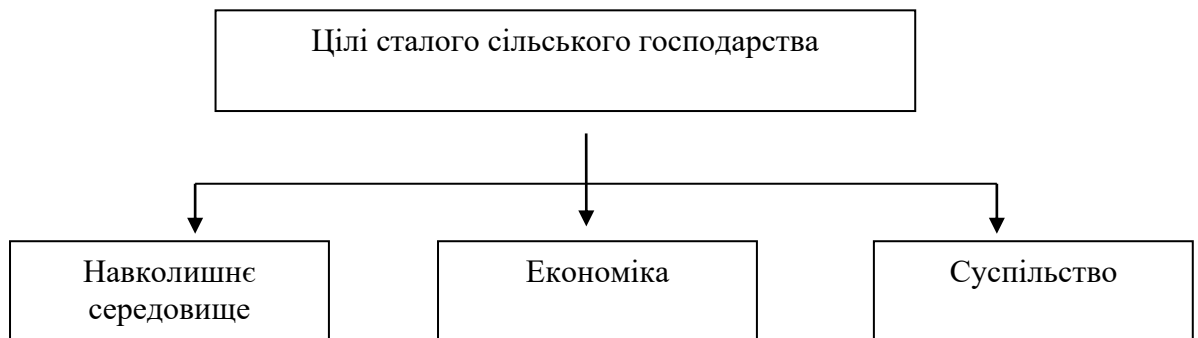 Цілі сталого сільського господарства
Навколишнє
середовище
Економіка
Суспільство